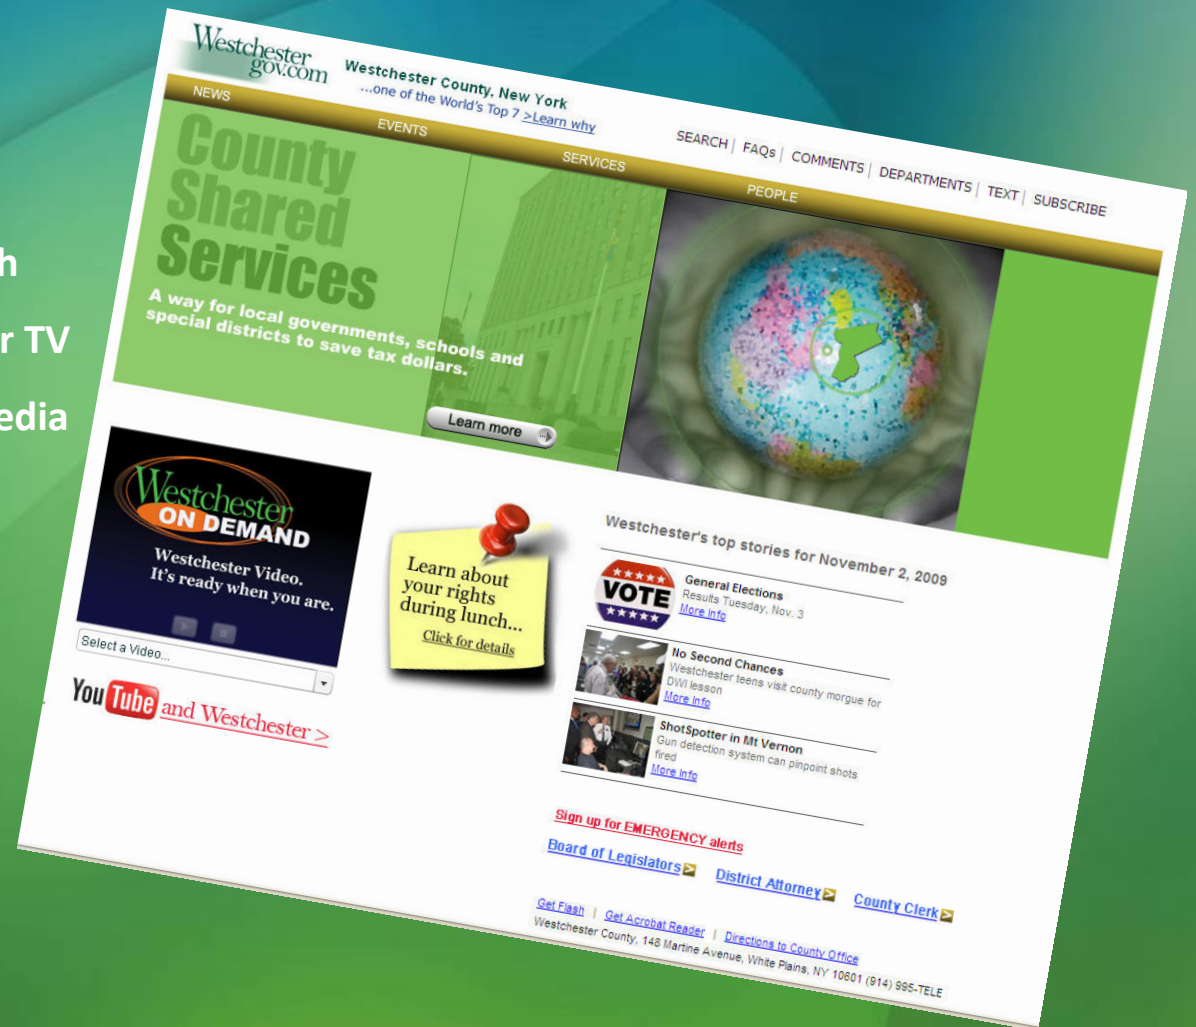 h
r TV
edia
Westchester
gov.com
Westchester County, New York
...one of the World's Top 7 >Learn why
SEARCH | FAQs | COMMENTS | DEPARTMENTS | TEXT | SUBSCRIBE
NEWS
EVENTS
SERVICES
PEOPLE
County
Shared
Services
A way for local governments, schools and
special districts to save tax dollars.
Learn more
Westchester
ON DEMAND
Westchester Video.
It's ready when you are.
Select a Video...
YouTube and Westchester >
Learn about
your rights
during lunch...
Click for details
Westchester's top stories for November 2, 2009
VOTE
General Elections
Results Tuesday, Nov. 3
More Info
No Second Chances
Westchester teens visit county morgue for
DWI lesson
More Info
ShotSpotter in Mt Vernon
Gun detection system can pinpoint shots
fired
More Info
Sign up for EMERGENCY alerts
Board of Legislators > District Attorney > County Clerk >
Get Flash | Get Acrobat Reader | Directions to County Office
Westchester County, 148 Martine Avenue, White Plains, NY 10601 (914) 995-TELE